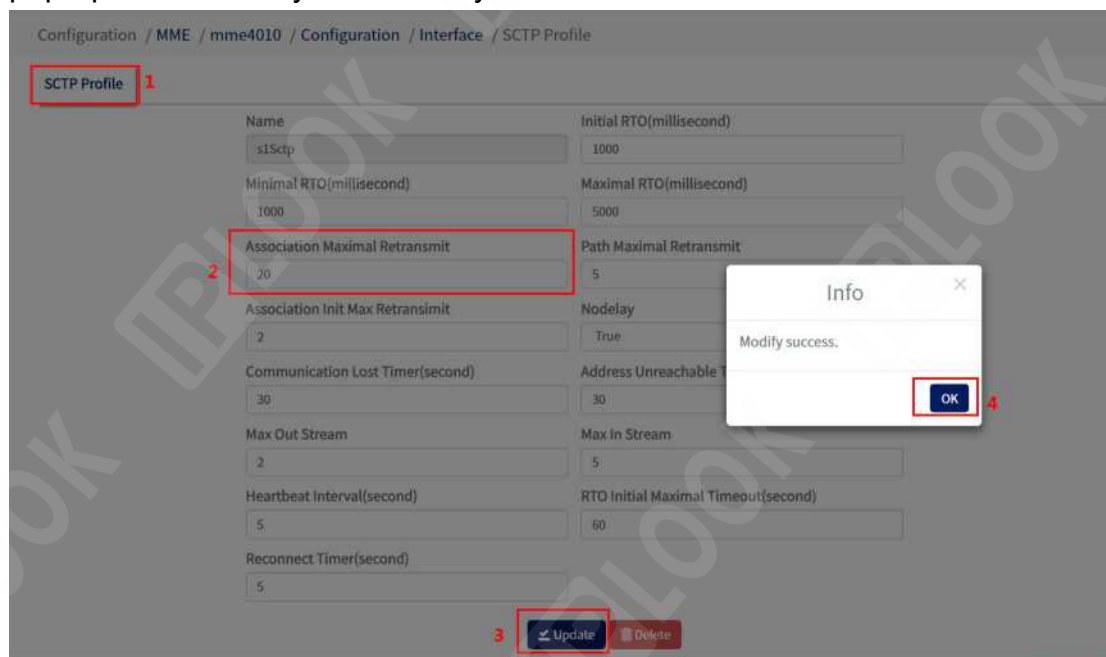 Configuration / MME / mme4010 / Configuration / Interface / SCTP Profile
SCTP Profile 1
Name Initial RTO(millisecond)
s1Sctp 1000
Minimal RTO(millisecond) Maximal RTO(millisecond)
1000 5000
Association Maximal Retransmit Path Maximal Retransmit
2 20 5
Info ×
Association Init Max Retransimit Nodelay
2 True
Modify success.
Communication Lost Timer(second) Address Unreachable
30 30
OK 4
Max Out Stream Max In Stream
2 5
Heartbeat Interval(second) RTO Initial Maximal Timeout(second)
5 60
Reconnect Timer(second)
5
3 Update Delete
IPLOOK